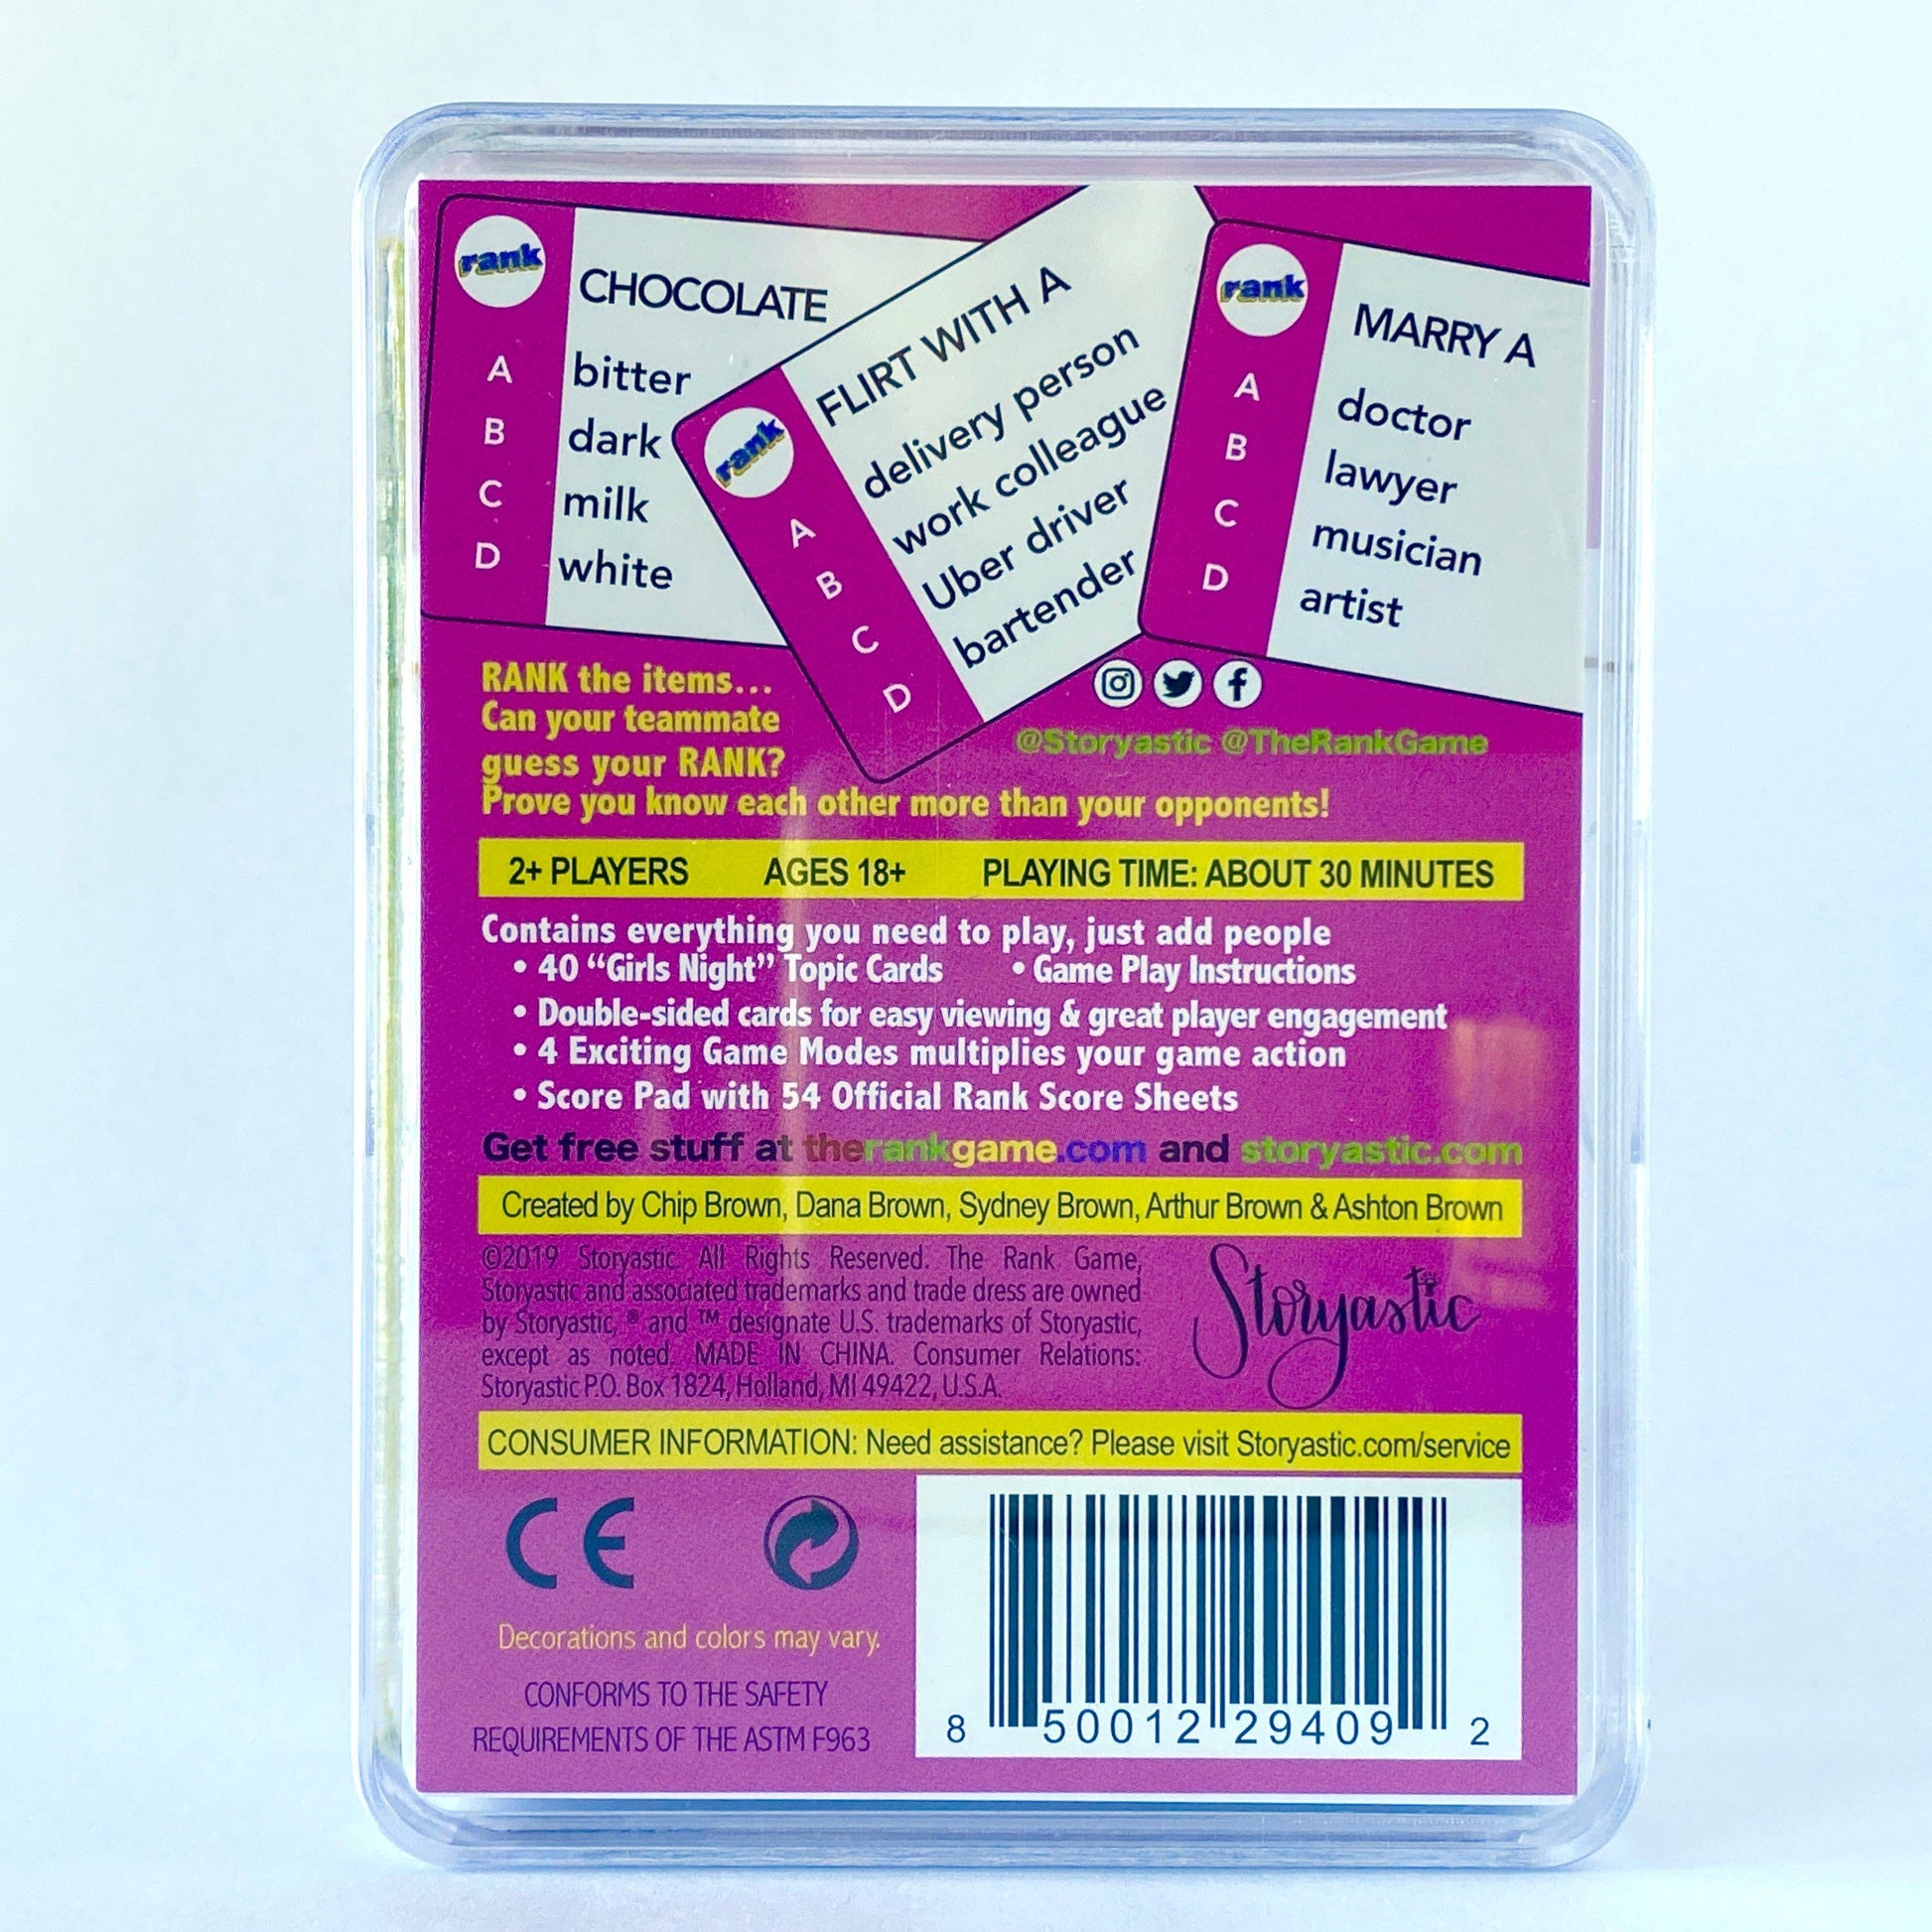 rank
CHOCOLATE
A bitter
B dark
C milk
D white
rank
FLIRT WITH A
A delivery person
B work colleague
C Uber driver
D bartender
rank
MARRY A
A doctor
B lawyer
C musician
D artist
RANK the items...
Can your teammate
guess your RANK?
Prove you know each other more than your opponents!
@Storyastic @TheRankGame
2+ PLAYERS AGES 18+ PLAYING TIME: ABOUT 30 MINUTES
Contains everything you need to play, just add people
• 40 “Girls Night” Topic Cards • Game Play Instructions
• Double-sided cards for easy viewing & great player engagement
• 4 Exciting Game Modes multiplies your game action
• Score Pad with 54 Official Rank Score Sheets
Get free stuff at therankgame.com and storyastic.com
Created by Chip Brown, Dana Brown, Sydney Brown, Arthur Brown & Ashton Brown
©2019 Storyastic. All Rights Reserved. The Rank Game,
Storyastic and associated trademarks and trade dress are owned
by Storyastic, ® and ™ designate U.S. trademarks of Storyastic,
except as noted. MADE IN CHINA. Consumer Relations:
Storyastic P.O. Box 1824, Holland, MI 49422, U.S.A.
Storyastic
CONSUMER INFORMATION: Need assistance? Please visit Storyastic.com/service
CE
Decorations and colors may vary.
CONFORMS TO THE SAFETY
REQUIREMENTS OF THE ASTM F963
8 50012 29409 2